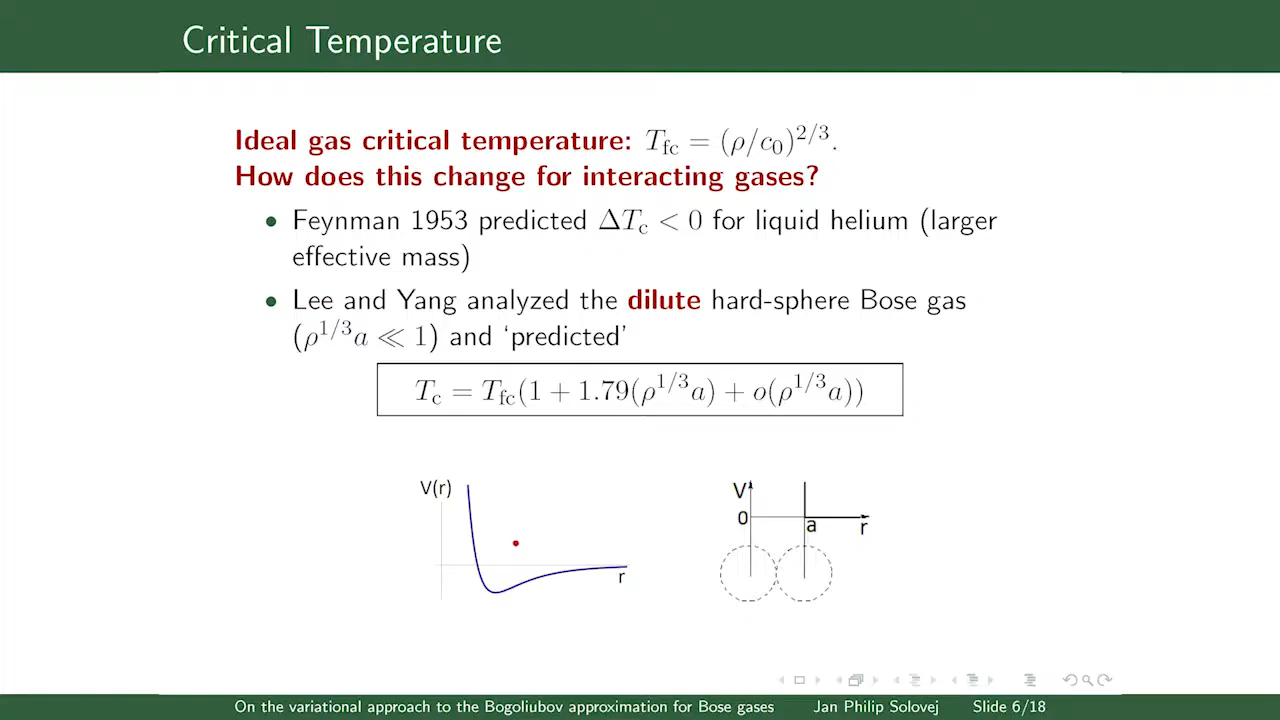 Critical Temperature
Ideal gas critical temperature: T_fc = (ρ/c₀)^{2/3}.
How does this change for interacting gases?
• Feynman 1953 predicted ΔT_c < 0 for liquid helium (larger
effective mass)
• Lee and Yang analyzed the dilute hard-sphere Bose gas
(ρ^{1/3}a ≪ 1) and ‘predicted’
T_c = T_fc(1 + 1.79(ρ^{1/3}a) + o(ρ^{1/3}a))
V(r)
r
V
0
a
r
On the variational approach to the Bogoliubov approximation for Bose gases Jan Philip Solovej Slide 6/18